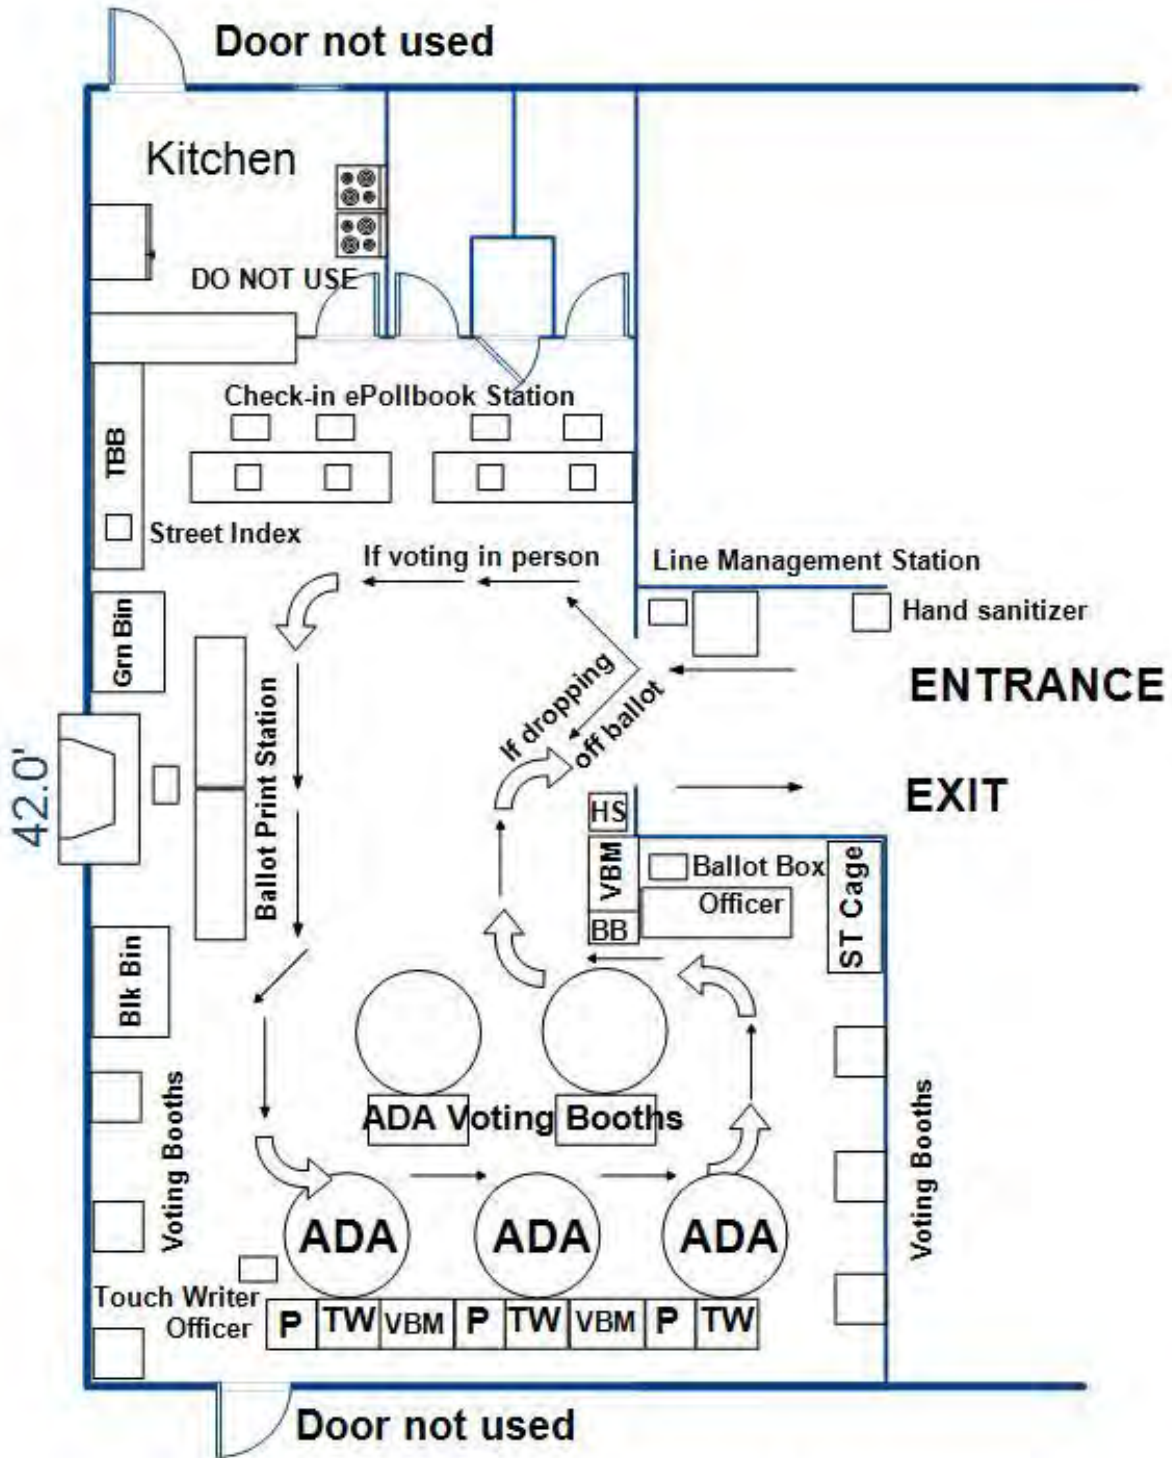 Door not used
Kitchen
DO NOT USE
Check-in ePollbook Station
TBB
Street Index
If voting in person
Line Management Station
Hand sanitizer
Grn Bin
ENTRANCE
If dropping
off ballot
Ballot Print Station
42.0'
EXIT
HS
VBM
Ballot Box
Officer
BB
ST Cage
Blk Bin
ADA Voting Booths
Voting Booths
Voting Booths
ADA
ADA
ADA
Touch Writer
Officer
P
TW
VBM
P
TW
VBM
P
TW
Door not used